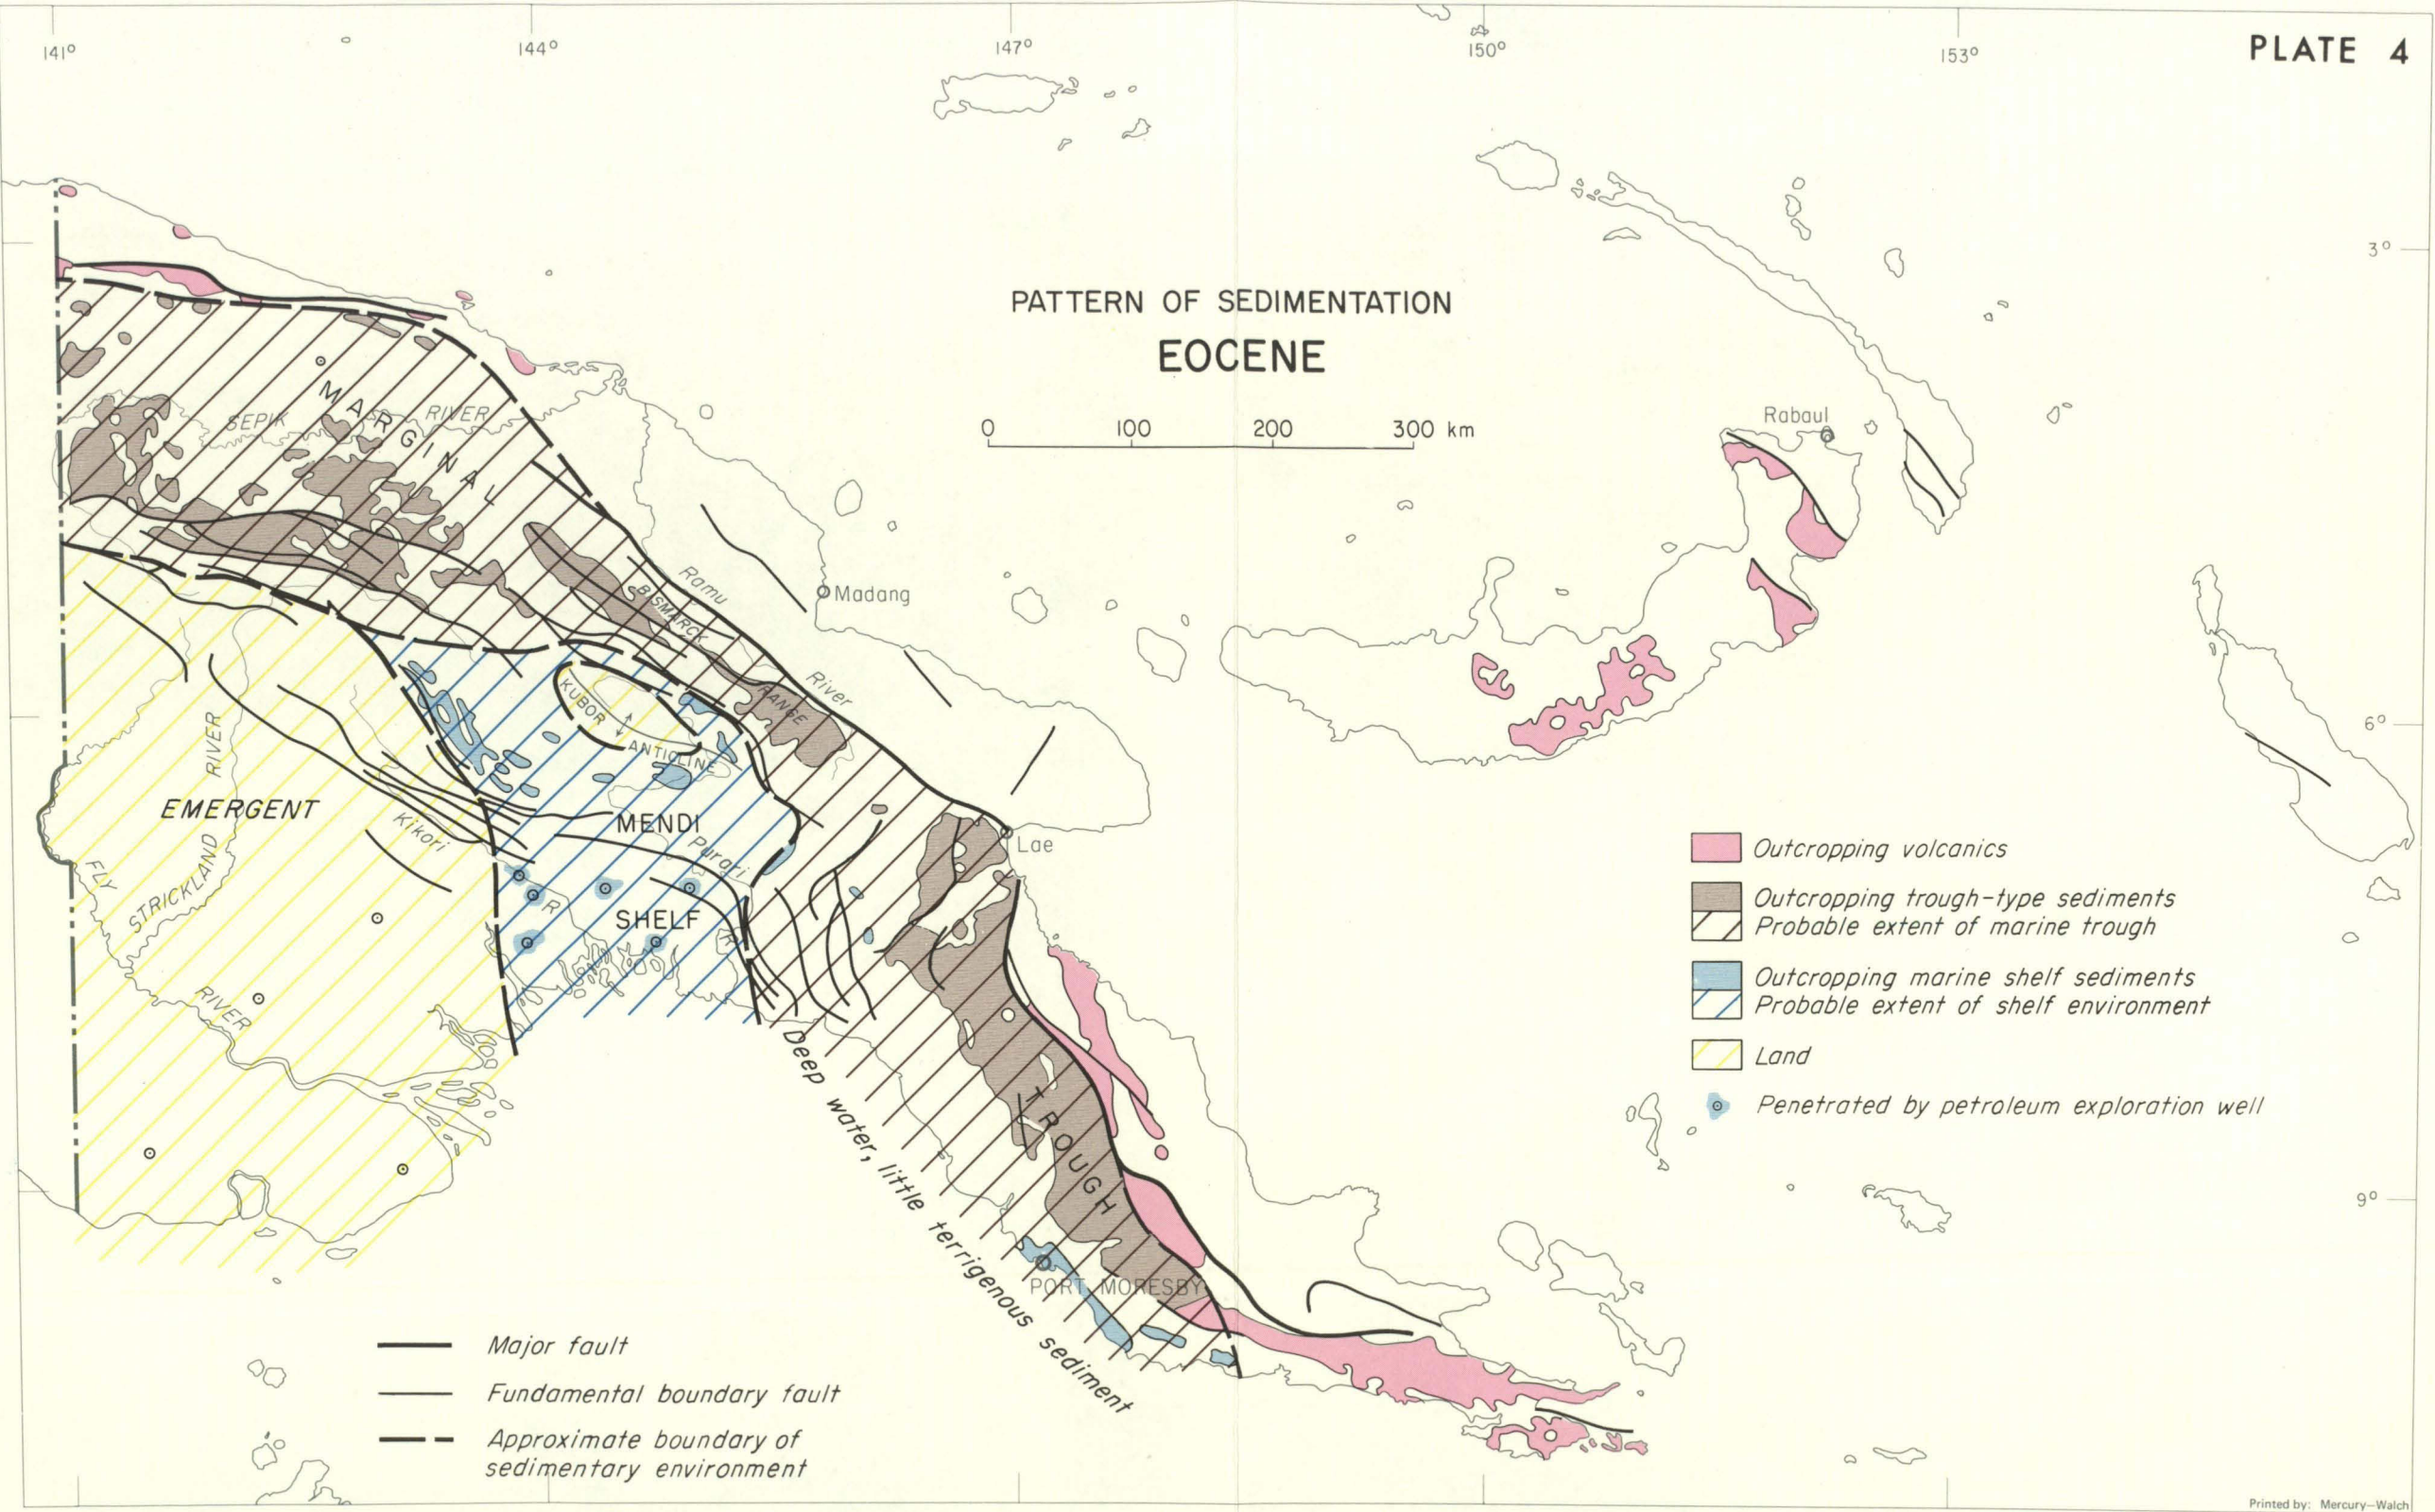 141°
144°
147°
150°
153°
PLATE 4
3°
PATTERN OF SEDIMENTATION
EOCENE
0 100 200 300 km
Rabaul
MARGINAL
SEPIK RIVER
Ramu
River
BISMARCK
RANGE
Madang
KUBOR
ANTICLINE
6°
EMERGENT
STRICKLAND RIVER
FLY
RIVER
Kikori
R
MENDI
Purari
R
SHELF
Lae
Outcropping volcanics
Outcropping trough-type sediments
Probable extent of marine trough
Outcropping marine shelf sediments
Probable extent of shelf environment
Land
Penetrated by petroleum exploration well
Deep water, little terrigenous sediment
TROUGH
9°
PORT MORESBY
Major fault
Fundamental boundary fault
Approximate boundary of
sedimentary environment
Printed by: Mercury-Walch